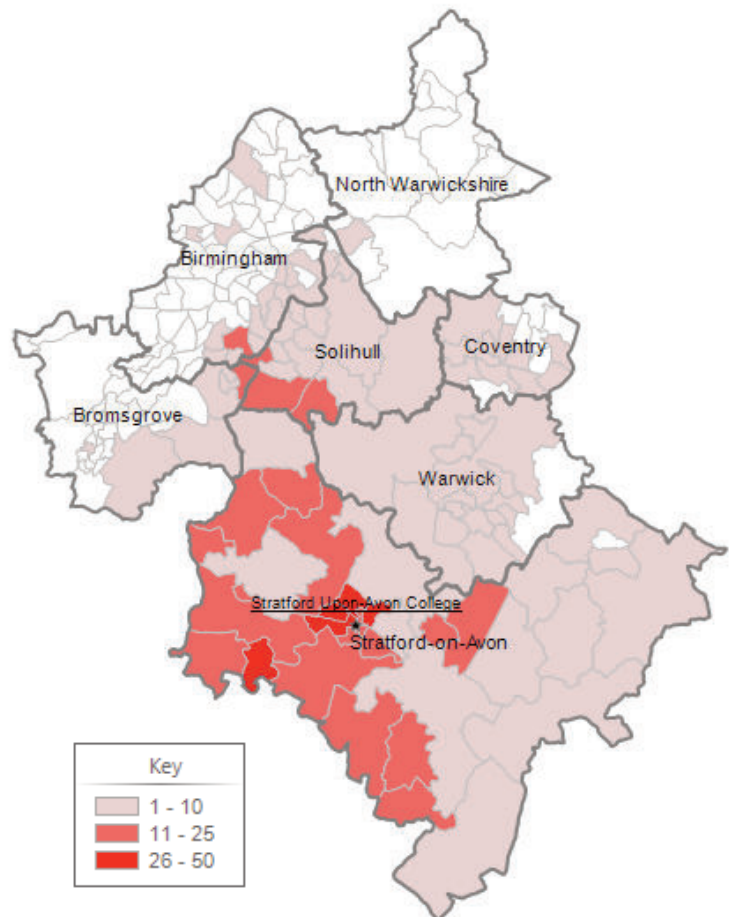 North Warwickshire
Birmingham
Solihull
Coventry
Bromsgrove
Warwick
Stratford Upon-Avon College
Stratford-on-Avon
Key
1 - 10
11 - 25
26 - 50